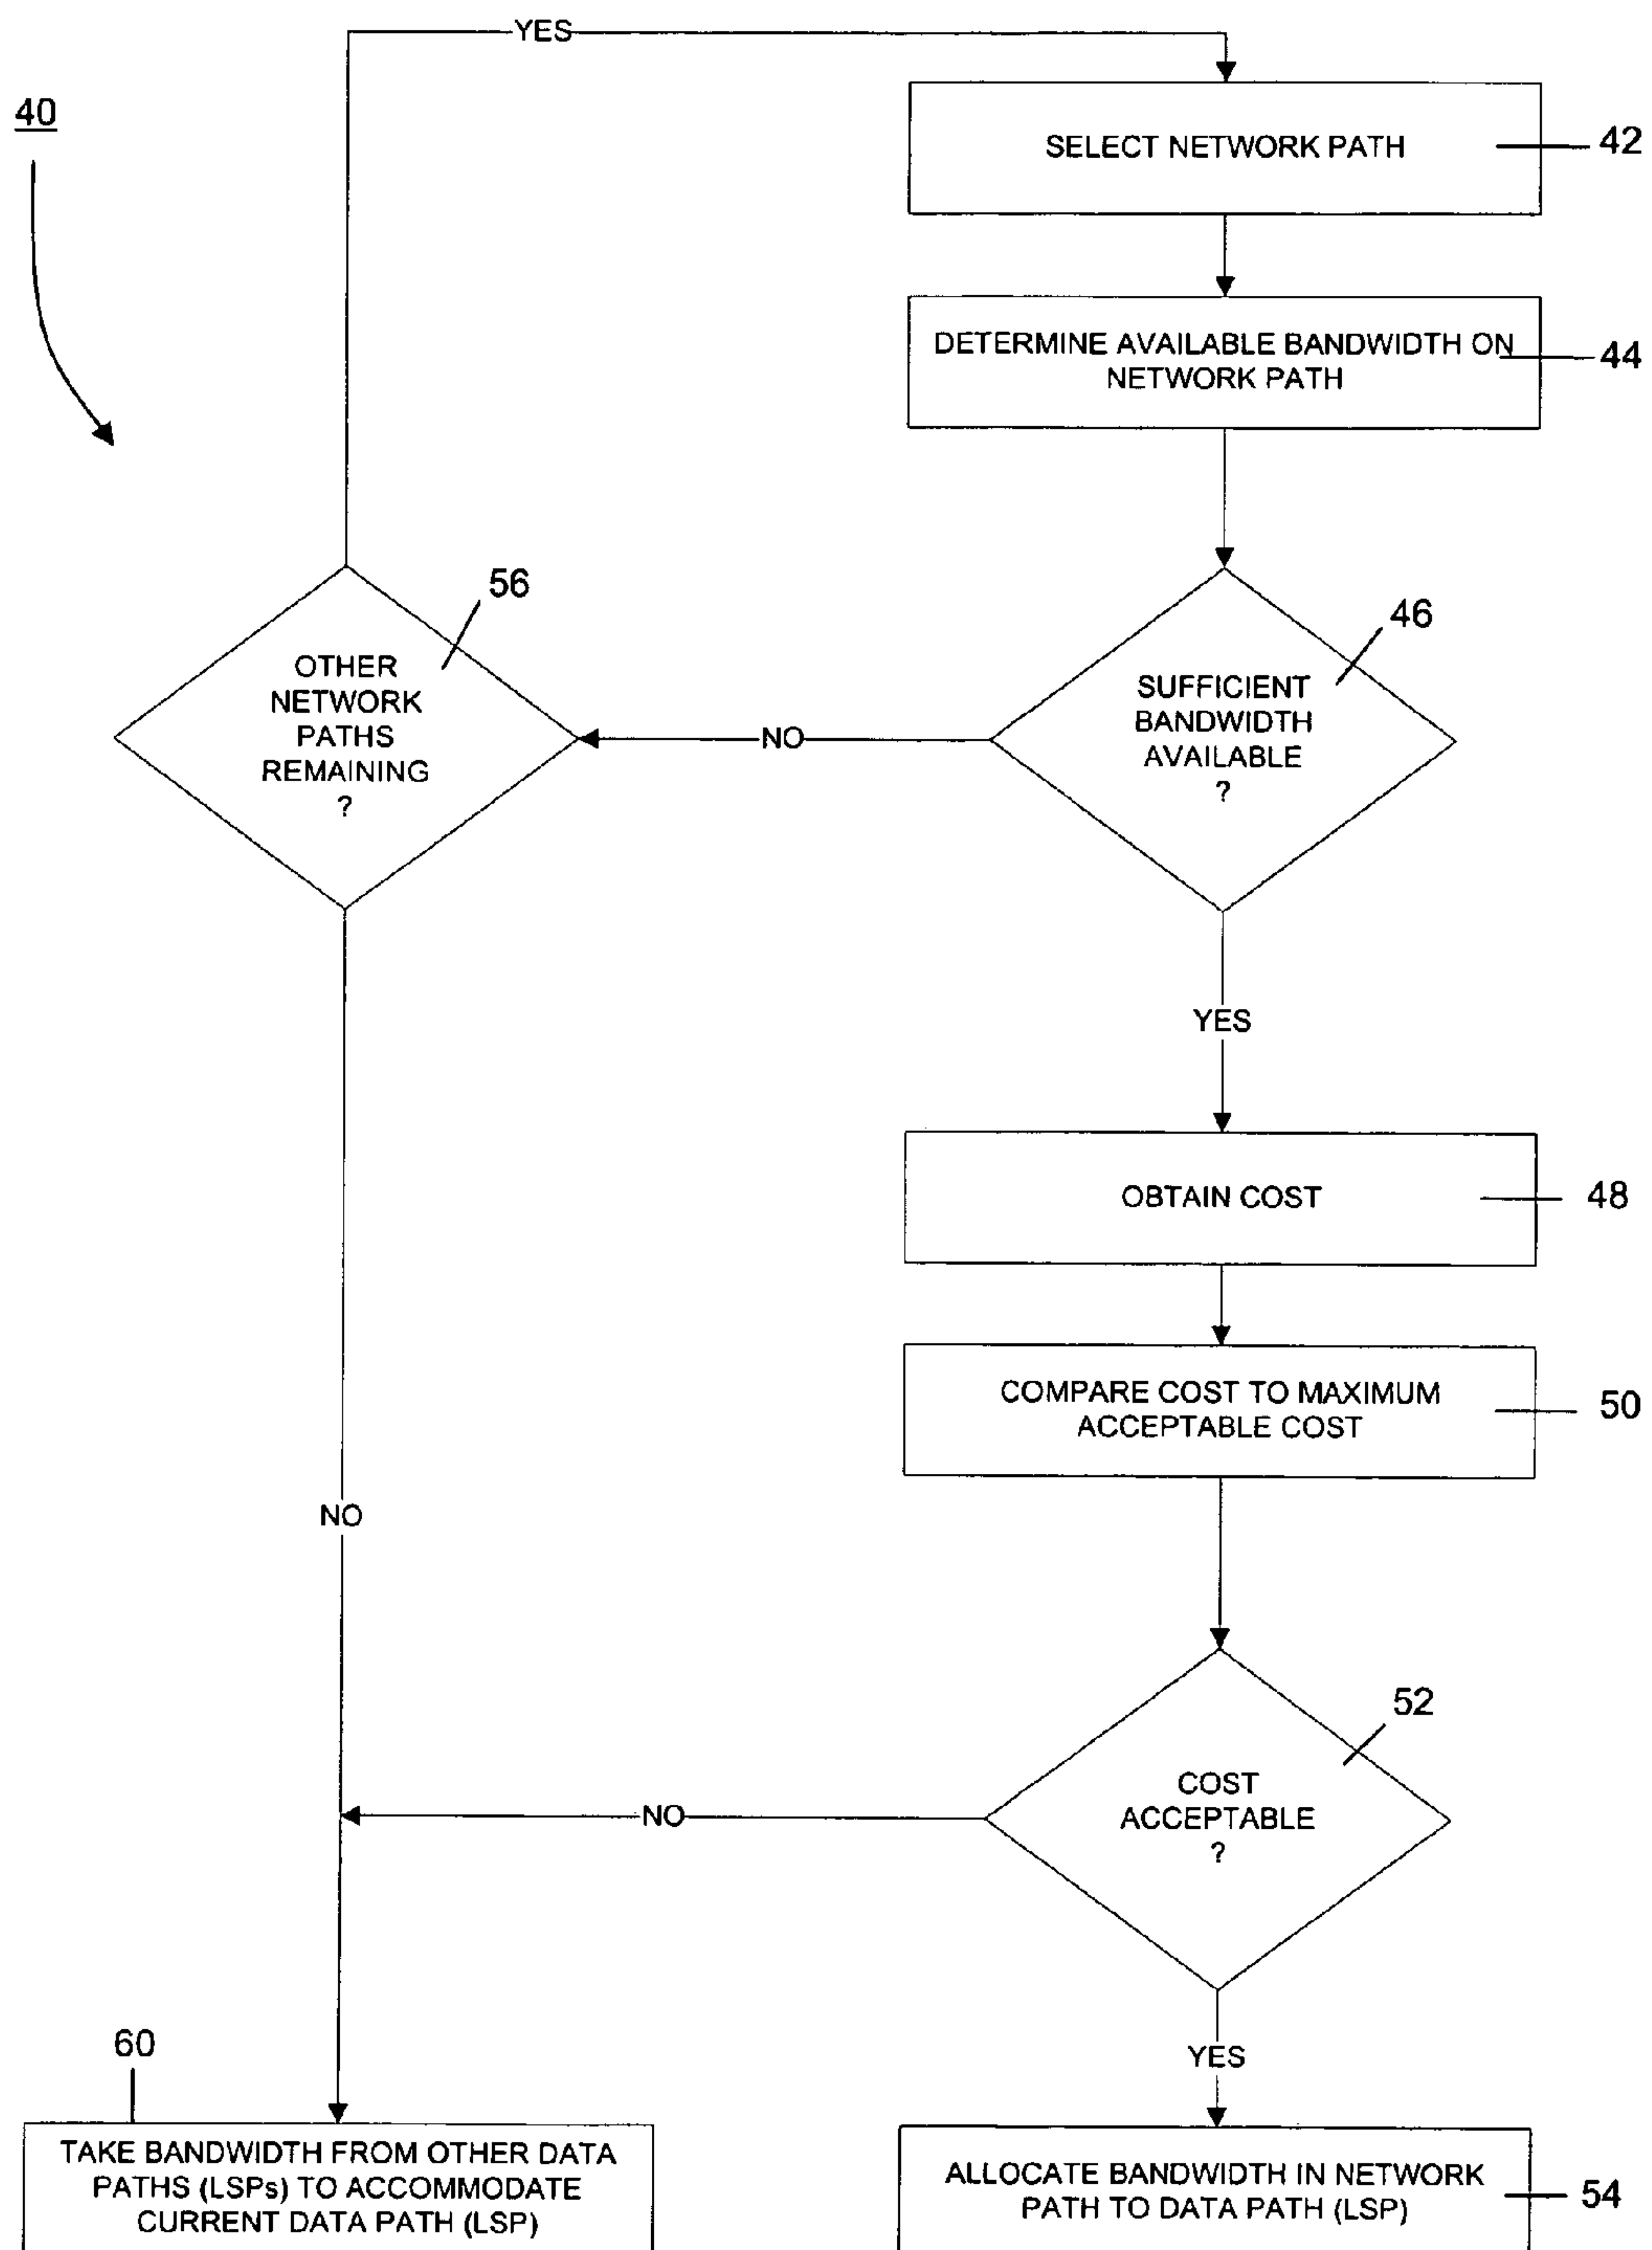 YES
40
SELECT NETWORK PATH
42
DETERMINE AVAILABLE BANDWIDTH ON
NETWORK PATH
44
56
OTHER
NETWORK
PATHS
REMAINING
?
NO
46
SUFFICIENT
BANDWIDTH
AVAILABLE
?
YES
OBTAIN COST
48
COMPARE COST TO MAXIMUM
ACCEPTABLE COST
50
NO
52
COST
ACCEPTABLE
?
NO
YES
60
TAKE BANDWIDTH FROM OTHER DATA
PATHS (LSPs) TO ACCOMMODATE
CURRENT DATA PATH (LSP)
ALLOCATE BANDWIDTH IN NETWORK
PATH TO DATA PATH (LSP)
54